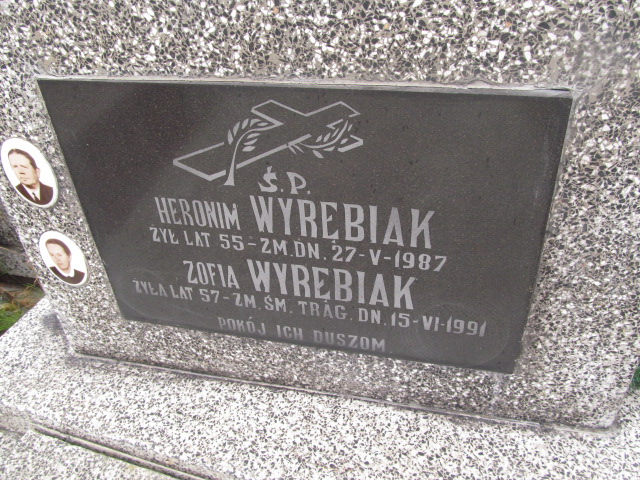 Ś.P.
HERONIM WYRĘBIAK
ŻYŁ LAT 55-ZM. DN. 27-V-1987
ZOFIA WYRĘBIAK
ŻYŁA LAT 57-ZM. ŚM. TRAG. DN. 15-VI-1991
POKÓJ ICH DUSZOM